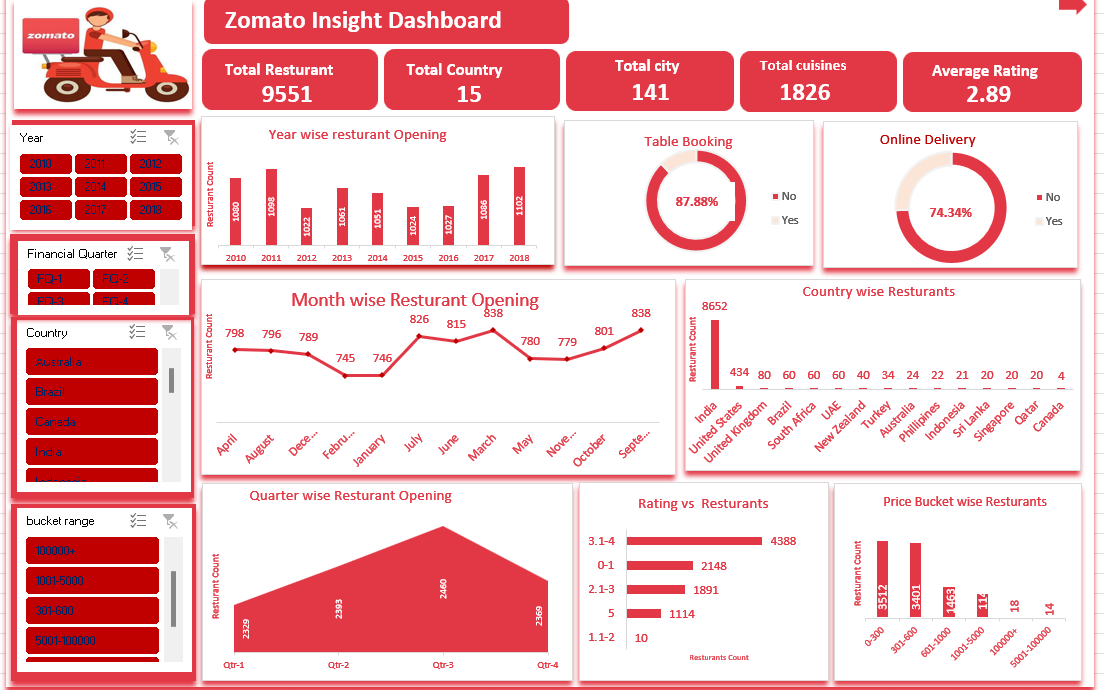 zomato
Zomato Insight Dashboard
Total Resturant
9551
Total Country
15
Total city
141
Total cuisines
1826
Average Rating
2.89
Year
2010 2011 2012
2013 2014 2015
2016 2017 2018
Financial Quarter
FQ-1 FQ-2
FQ-3 FQ-4
Country
Australia
Brazil
Canada
India
Indonesia
bucket range
100000+
1001-5000
301-600
5001-100000
Year wise resturant Opening
Resturant Count
1080 1098 1022 1061 1051 1024 1027 1086 1102
2010 2011 2012 2013 2014 2015 2016 2017 2018
Table Booking
87.88%
No
Yes
Online Delivery
74.34%
No
Yes
Month wise Resturant Opening
Resturant Count
798 796 789 745 746 826 815 838 780 779 801 838
April August Dece... Febru... January July June March May Nove... October Septe...
Country wise Resturants
Resturant Count
8652 434 80 60 60 60 40 34 24 22 21 20 20 20 4
India United States United Kingdom Brazil South Africa UAE New Zealand Turkey Australia Phillipines Indonesia Sri Lanka Singapore Qatar Canada
Quarter wise Resturant Opening
Resturant Count
2329 2393 2460 2369
Qtr-1 Qtr-2 Qtr-3 Qtr-4
Rating vs Resturants
3.1-4 4388
0-1 2148
2.1-3 1891
5 1114
1.1-2 10
Resturants Count
Price Bucket wise Resturants
Resturant Count
3512 3401 1463 114 18 14
0-300 301-600 601-1000 1001-5000 100000+ 5001-100000